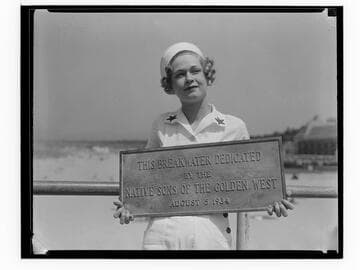 THIS BREAKWATER DEDICATED
BY THE
NATIVE SONS OF THE GOLDEN WEST
AUGUST 5 1934